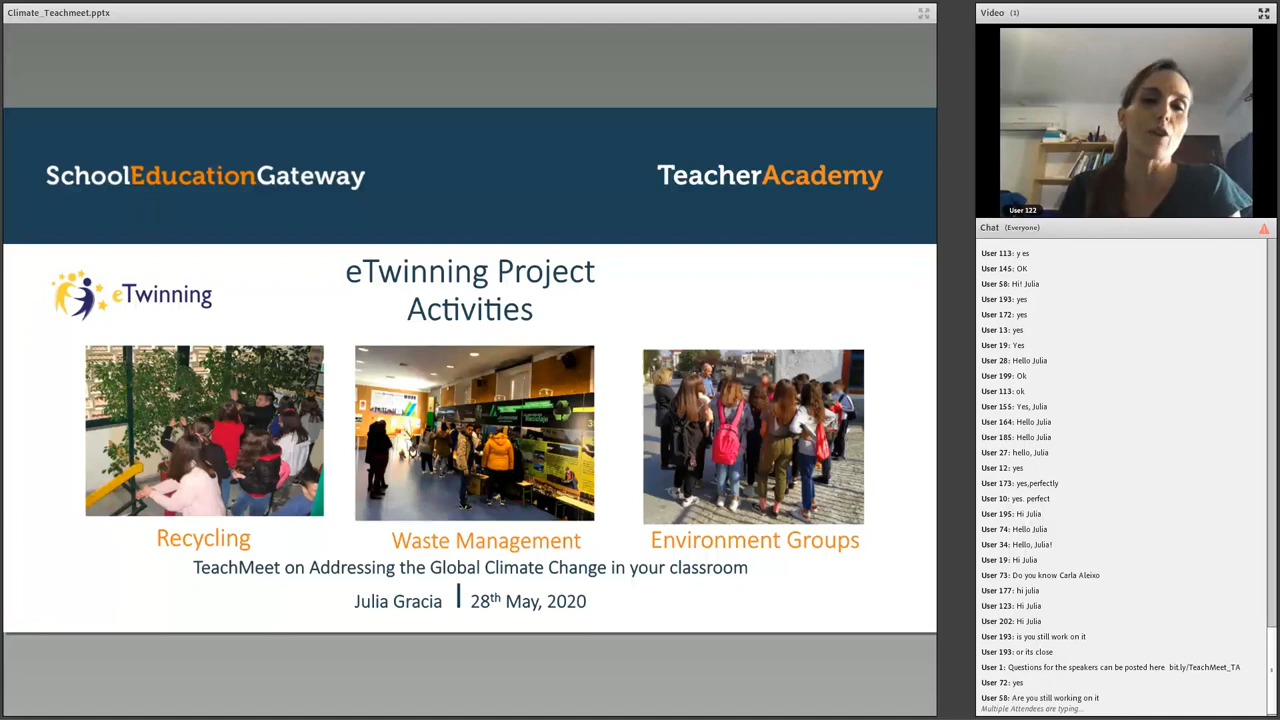 Climate_Teachmeet.pptx
SchoolEducationGateway
TeacherAcademy
eTwinning
eTwinning Project
Activities
Recycling
Waste Management
Environment Groups
TeachMeet on Addressing the Global Climate Change in your classroom
Julia Gracia | 28th May, 2020
Video (1)
User 122
Chat (Everyone)
User 113: y es
User 145: OK
User 58: Hi! Julia
User 193: yes
User 172: yes
User 13: yes
User 19: Yes
User 28: Hello Julia
User 199: Ok
User 113: ok
User 155: Yes, Julia
User 164: Hello Julia
User 185: Hello Julia
User 27: hello, Julia
User 12: yes
User 173: yes,perfectly
User 10: yes. perfect
User 195: Hi Julia
User 74: Hello Julia
User 34: Hello, Julia!
User 19: Hi Julia
User 73: Do you know Carla Aleixo
User 177: hi julia
User 123: Hi Julia
User 202: Hi Julia
User 193: is you still work on it
User 193: or its close
User 1: Questions for the speakers can be posted here bit.ly/TeachMeet_TA
User 72: yes
User 58: Are you still working on it
Multiple Attendees are typing...